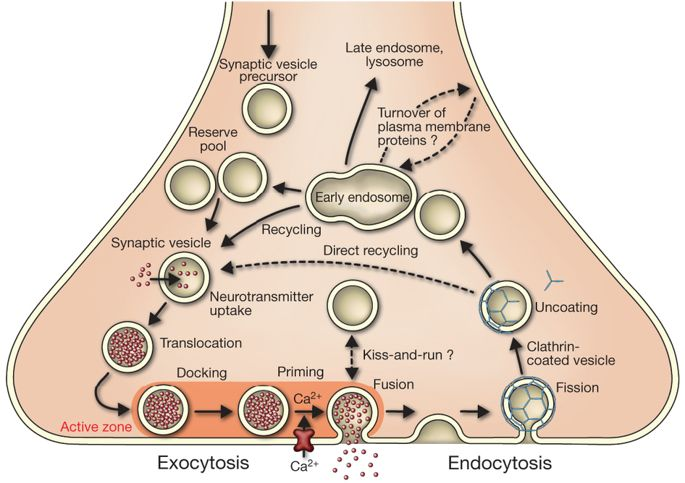 Synaptic vesicle
precursor
Late endosome,
lysosome
Turnover of
plasma membrane
proteins ?
Reserve
pool
Early endosome
Recycling
Synaptic vesicle
Direct recycling
Neurotransmitter
uptake
Uncoating
Translocation
Kiss-and-run ?
Clathrin-
coated vesicle
Docking
Priming
Fusion
Fission
Ca2+
Active zone
Ca2+
Exocytosis
Endocytosis